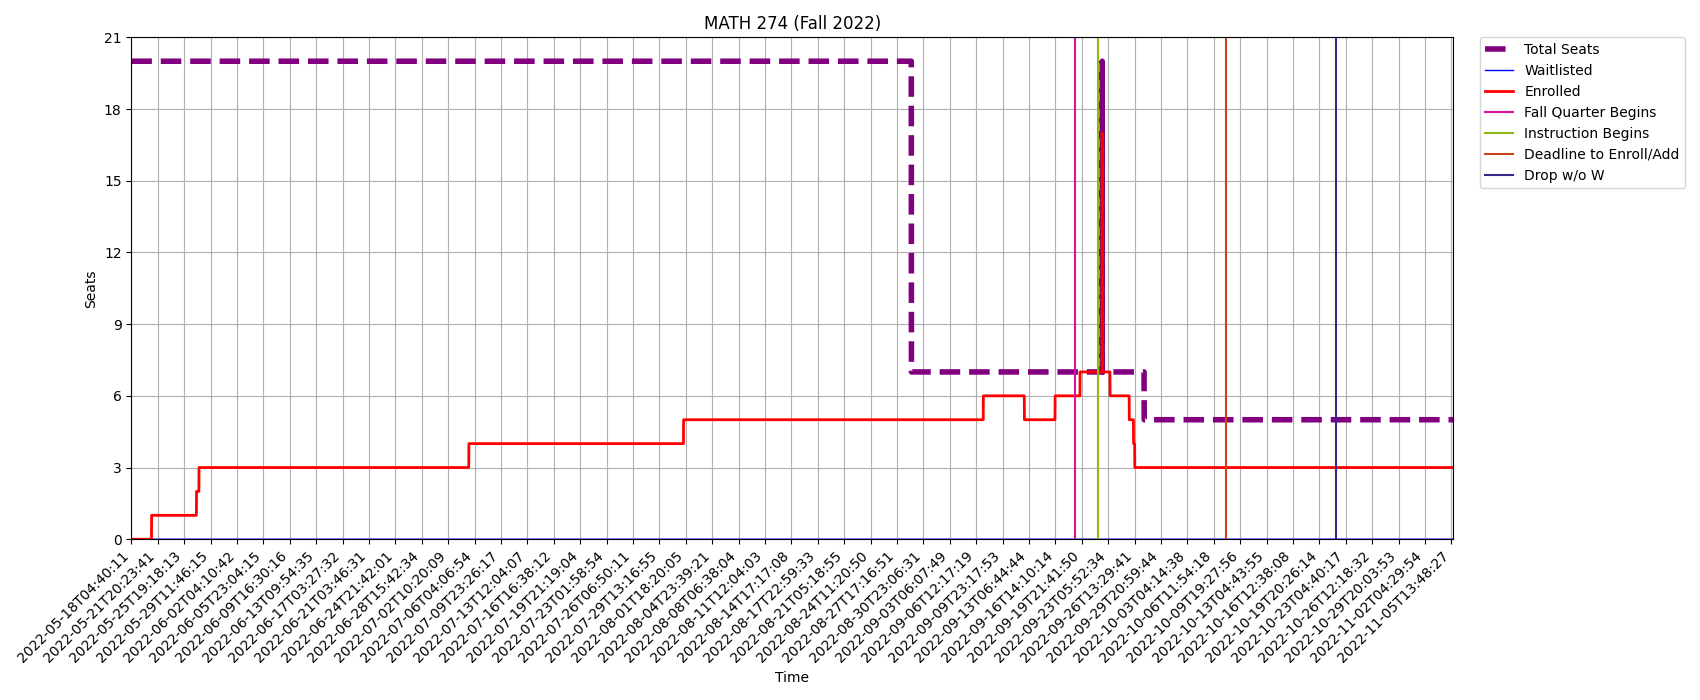 MATH 274 (Fall 2022)
21
18
15
12
9
6
3
0
Seats
Total Seats
Waitlisted
Enrolled
Fall Quarter Begins
Instruction Begins
Deadline to Enroll/Add
Drop w/o W
2022-05-18T04:40:11
2022-05-21T20:23:41
2022-05-25T19:18:13
2022-05-29T11:46:15
2022-06-02T04:10:42
2022-06-05T23:04:15
2022-06-09T16:30:16
2022-06-13T09:54:35
2022-06-17T03:27:32
2022-06-21T03:46:31
2022-06-24T21:42:01
2022-06-28T15:42:34
2022-07-02T10:20:09
2022-07-06T04:06:54
2022-07-09T23:26:17
2022-07-13T12:04:07
2022-07-16T16:38:12
2022-07-19T21:19:04
2022-07-23T01:58:54
2022-07-26T06:50:11
2022-07-29T13:16:55
2022-08-01T18:20:05
2022-08-04T23:39:21
2022-08-08T06:38:04
2022-08-11T12:04:03
2022-08-14T17:17:08
2022-08-17T22:59:33
2022-08-21T05:18:55
2022-08-24T11:20:50
2022-08-27T17:16:51
2022-08-30T23:06:31
2022-09-03T06:07:49
2022-09-06T12:17:19
2022-09-09T23:17:53
2022-09-13T06:44:44
2022-09-16T14:10:14
2022-09-19T21:41:50
2022-09-23T05:52:34
2022-09-26T13:29:41
2022-09-29T20:59:44
2022-10-03T04:14:38
2022-10-06T11:54:18
2022-10-09T19:27:56
2022-10-13T04:43:55
2022-10-16T12:38:08
2022-10-19T20:26:14
2022-10-23T04:40:17
2022-10-26T12:18:32
2022-10-29T20:03:53
2022-11-02T04:29:54
2022-11-05T13:48:27
Time